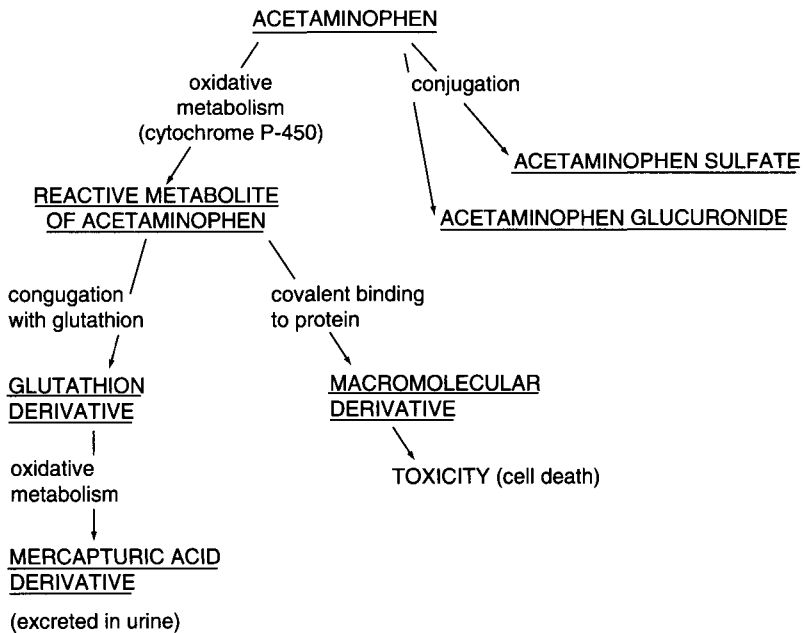 ACETAMINOPHEN
oxidative
metabolism
(cytochrome P-450)
conjugation
ACETAMINOPHEN SULFATE
REACTIVE METABOLITE
OF ACETAMINOPHEN
ACETAMINOPHEN GLUCURONIDE
congugation
with glutathion
covalent binding
to protein
GLUTATHION
DERIVATIVE
MACROMOLECULAR
DERIVATIVE
oxidative
metabolism
TOXICITY (cell death)
MERCAPTURIC ACID
DERIVATIVE
(excreted in urine)